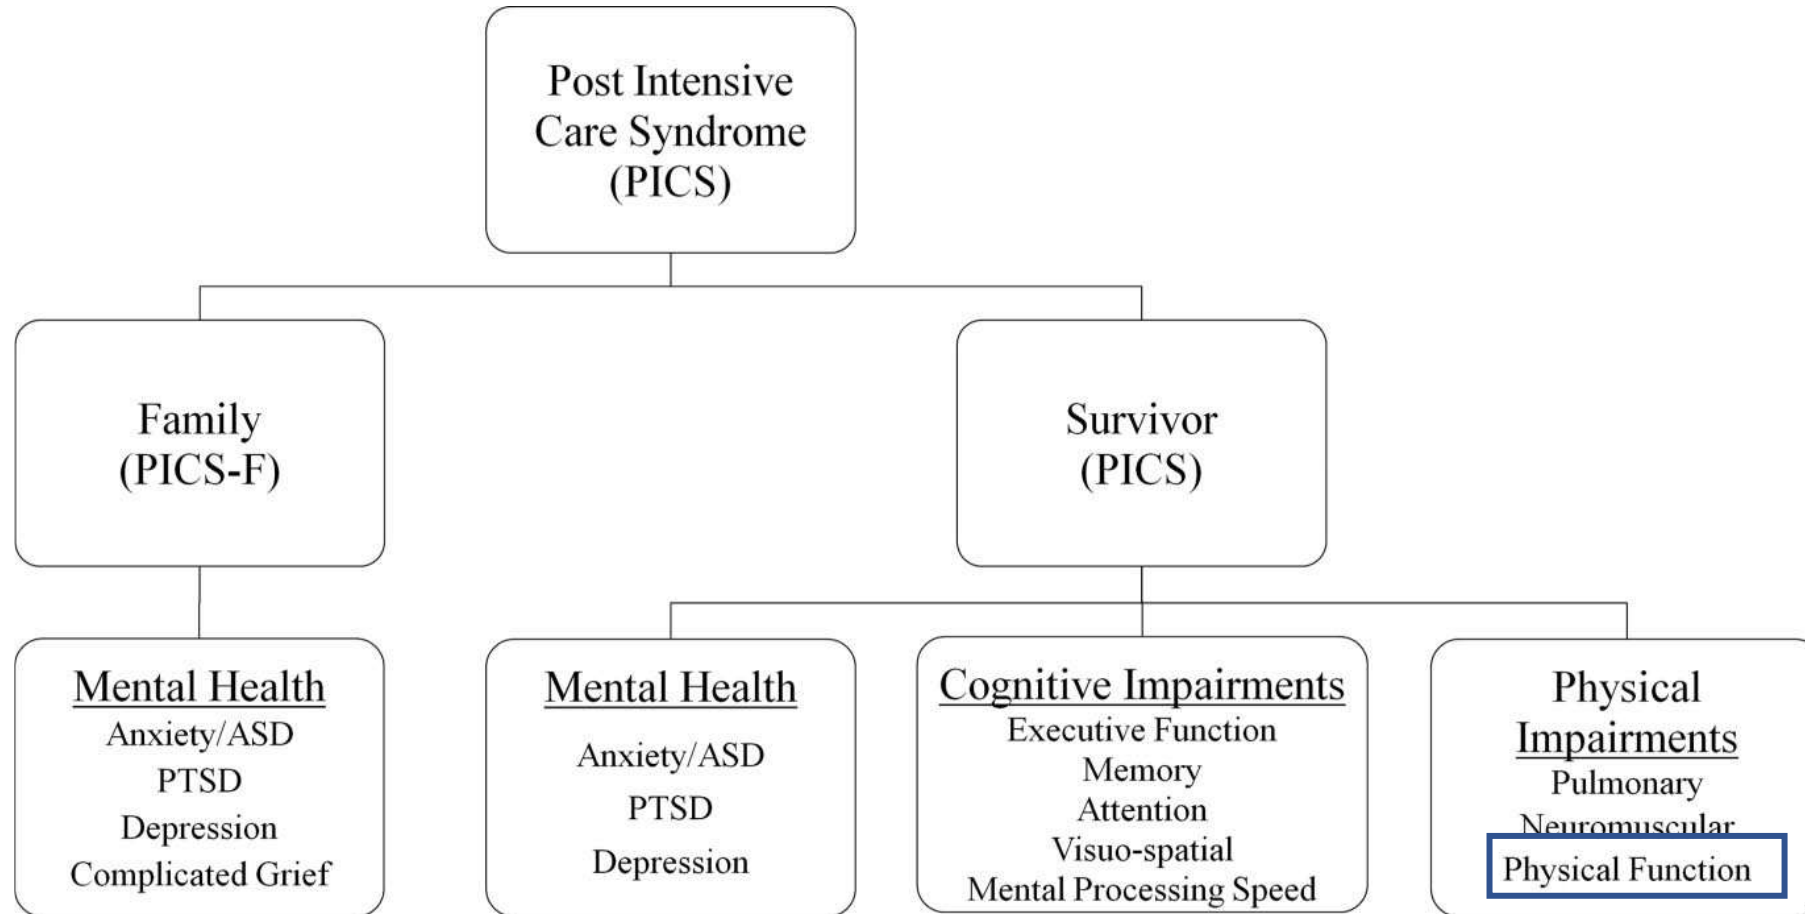 Post Intensive
Care Syndrome
(PICS)
Family
(PICS-F)
Survivor
(PICS)
Mental Health
Anxiety/ASD
PTSD
Depression
Complicated Grief
Mental Health
Anxiety/ASD
PTSD
Depression
Cognitive Impairments
Executive Function
Memory
Attention
Visuo-spatial
Mental Processing Speed
Physical
Impairments
Pulmonary
Neuromuscular
Physical Function